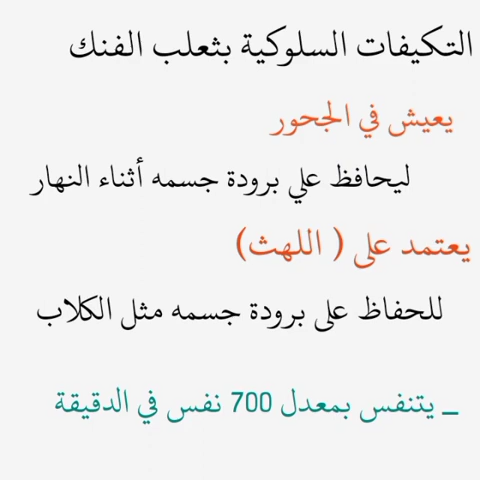 التكيفات السلوكية بثعلب الفنك
يعيش في الجحور
ليحافظ علي برودة جسمه أثناء النهار
يعتمد على ( اللهث)
للحفاظ على برودة جسمه مثل الكلاب
_ يتنفس بمعدل 700 نفس في الدقيقة